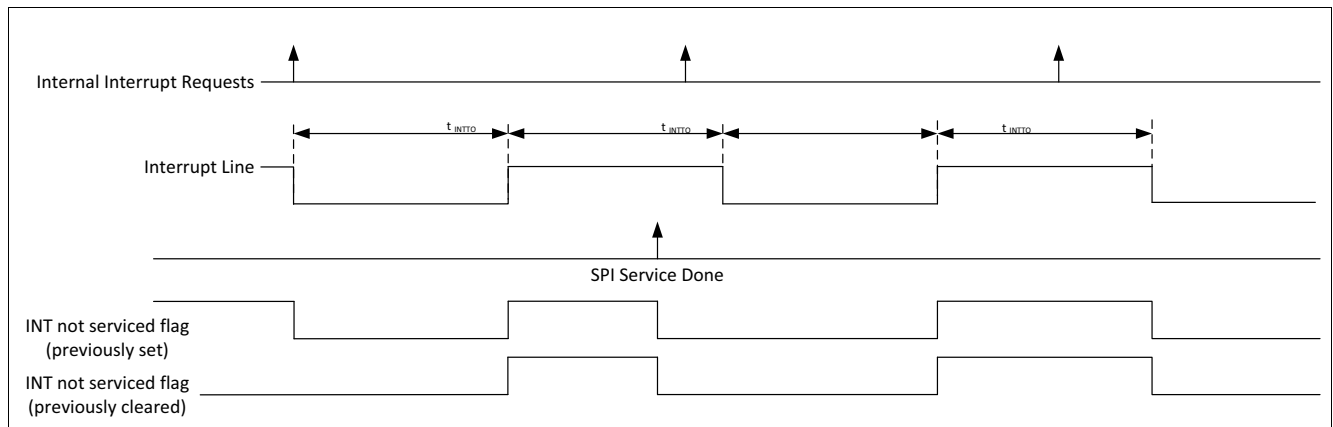 Internal Interrupt Requests
t INTTO t INTTO t INTTO
Interrupt Line
SPI Service Done
INT not serviced flag
(previously set)
INT not serviced flag
(previously cleared)